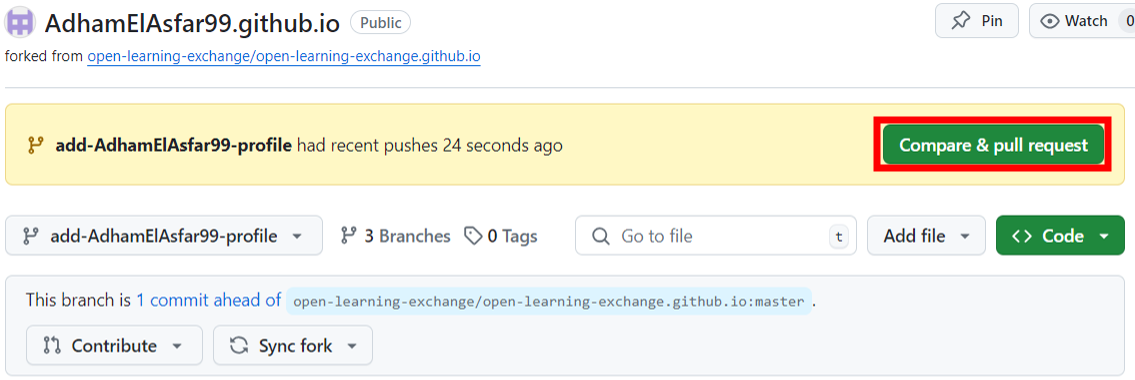 AdhamElAsfar99.github.io Public Pin Watch 0
forked from open-learning-exchange/open-learning-exchange.github.io
add-AdhamElAsfar99-profile had recent pushes 24 seconds ago Compare & pull request
add-AdhamElAsfar99-profile 3 Branches 0 Tags Go to file t Add file <> Code
This branch is 1 commit ahead of open-learning-exchange/open-learning-exchange.github.io:master .
Contribute Sync fork